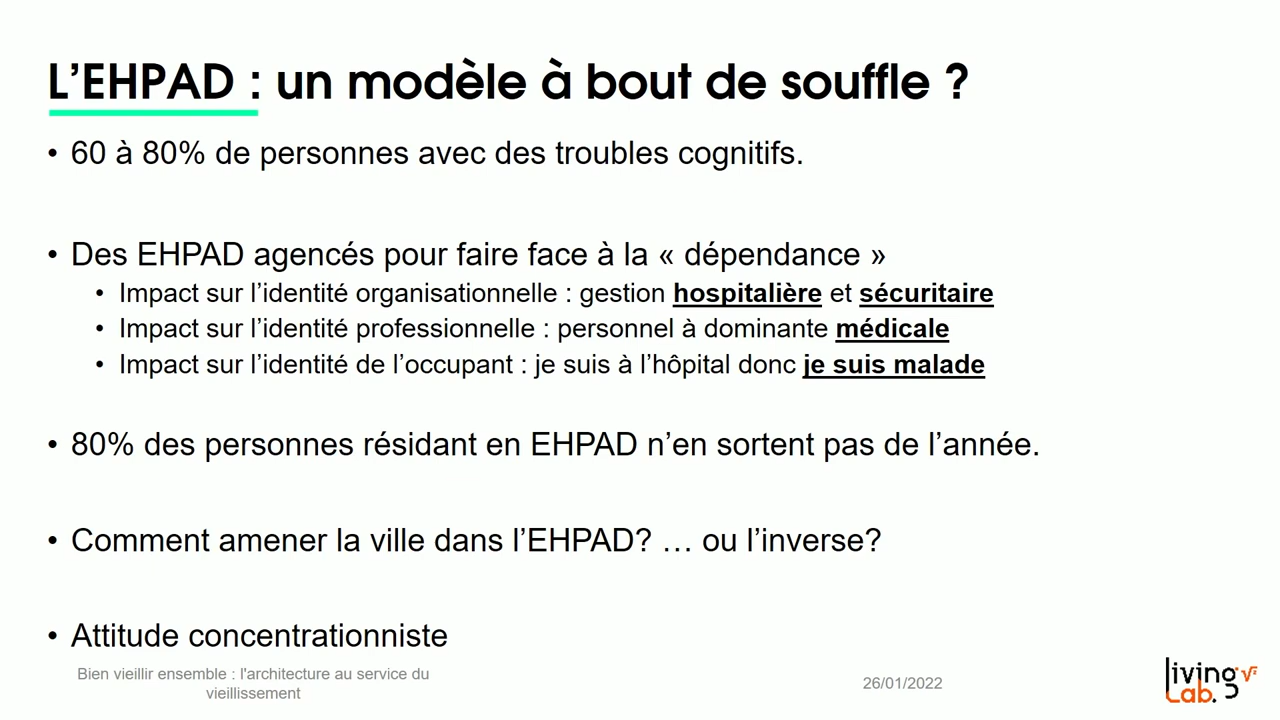 L’EHPAD : un modèle à bout de souffle ?
• 60 à 80% de personnes avec des troubles cognitifs.
• Des EHPAD agencés pour faire face à la « dépendance »
• Impact sur l’identité organisationnelle : gestion hospitalière et sécuritaire
• Impact sur l’identité professionnelle : personnel à dominante médicale
• Impact sur l’identité de l’occupant : je suis à l’hôpital donc je suis malade
• 80% des personnes résidant en EHPAD n’en sortent pas de l’année.
• Comment amener la ville dans l’EHPAD? … ou l’inverse?
• Attitude concentrationniste
Bien vieillir ensemble : l'architecture au service du
vieillissement
26/01/2022
living
Lab.